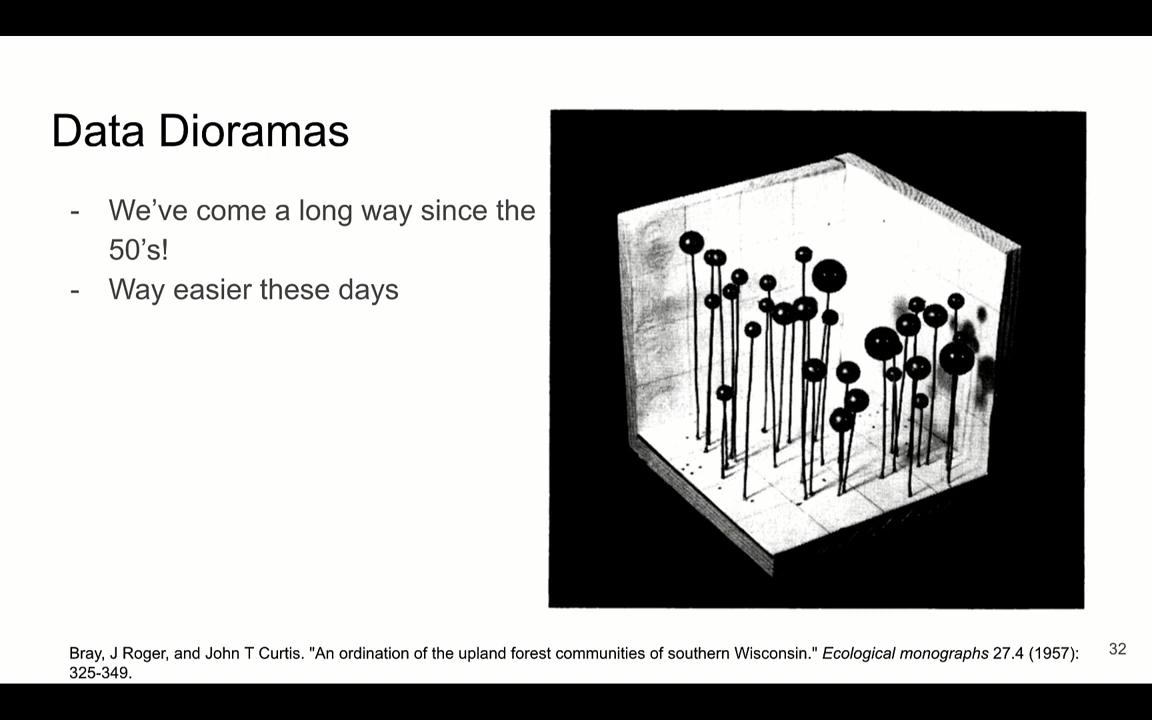 Data Dioramas
- We’ve come a long way since the
50’s!
- Way easier these days
Bray, J Roger, and John T Curtis. "An ordination of the upland forest communities of southern Wisconsin." Ecological monographs 27.4 (1957):
325-349.
32